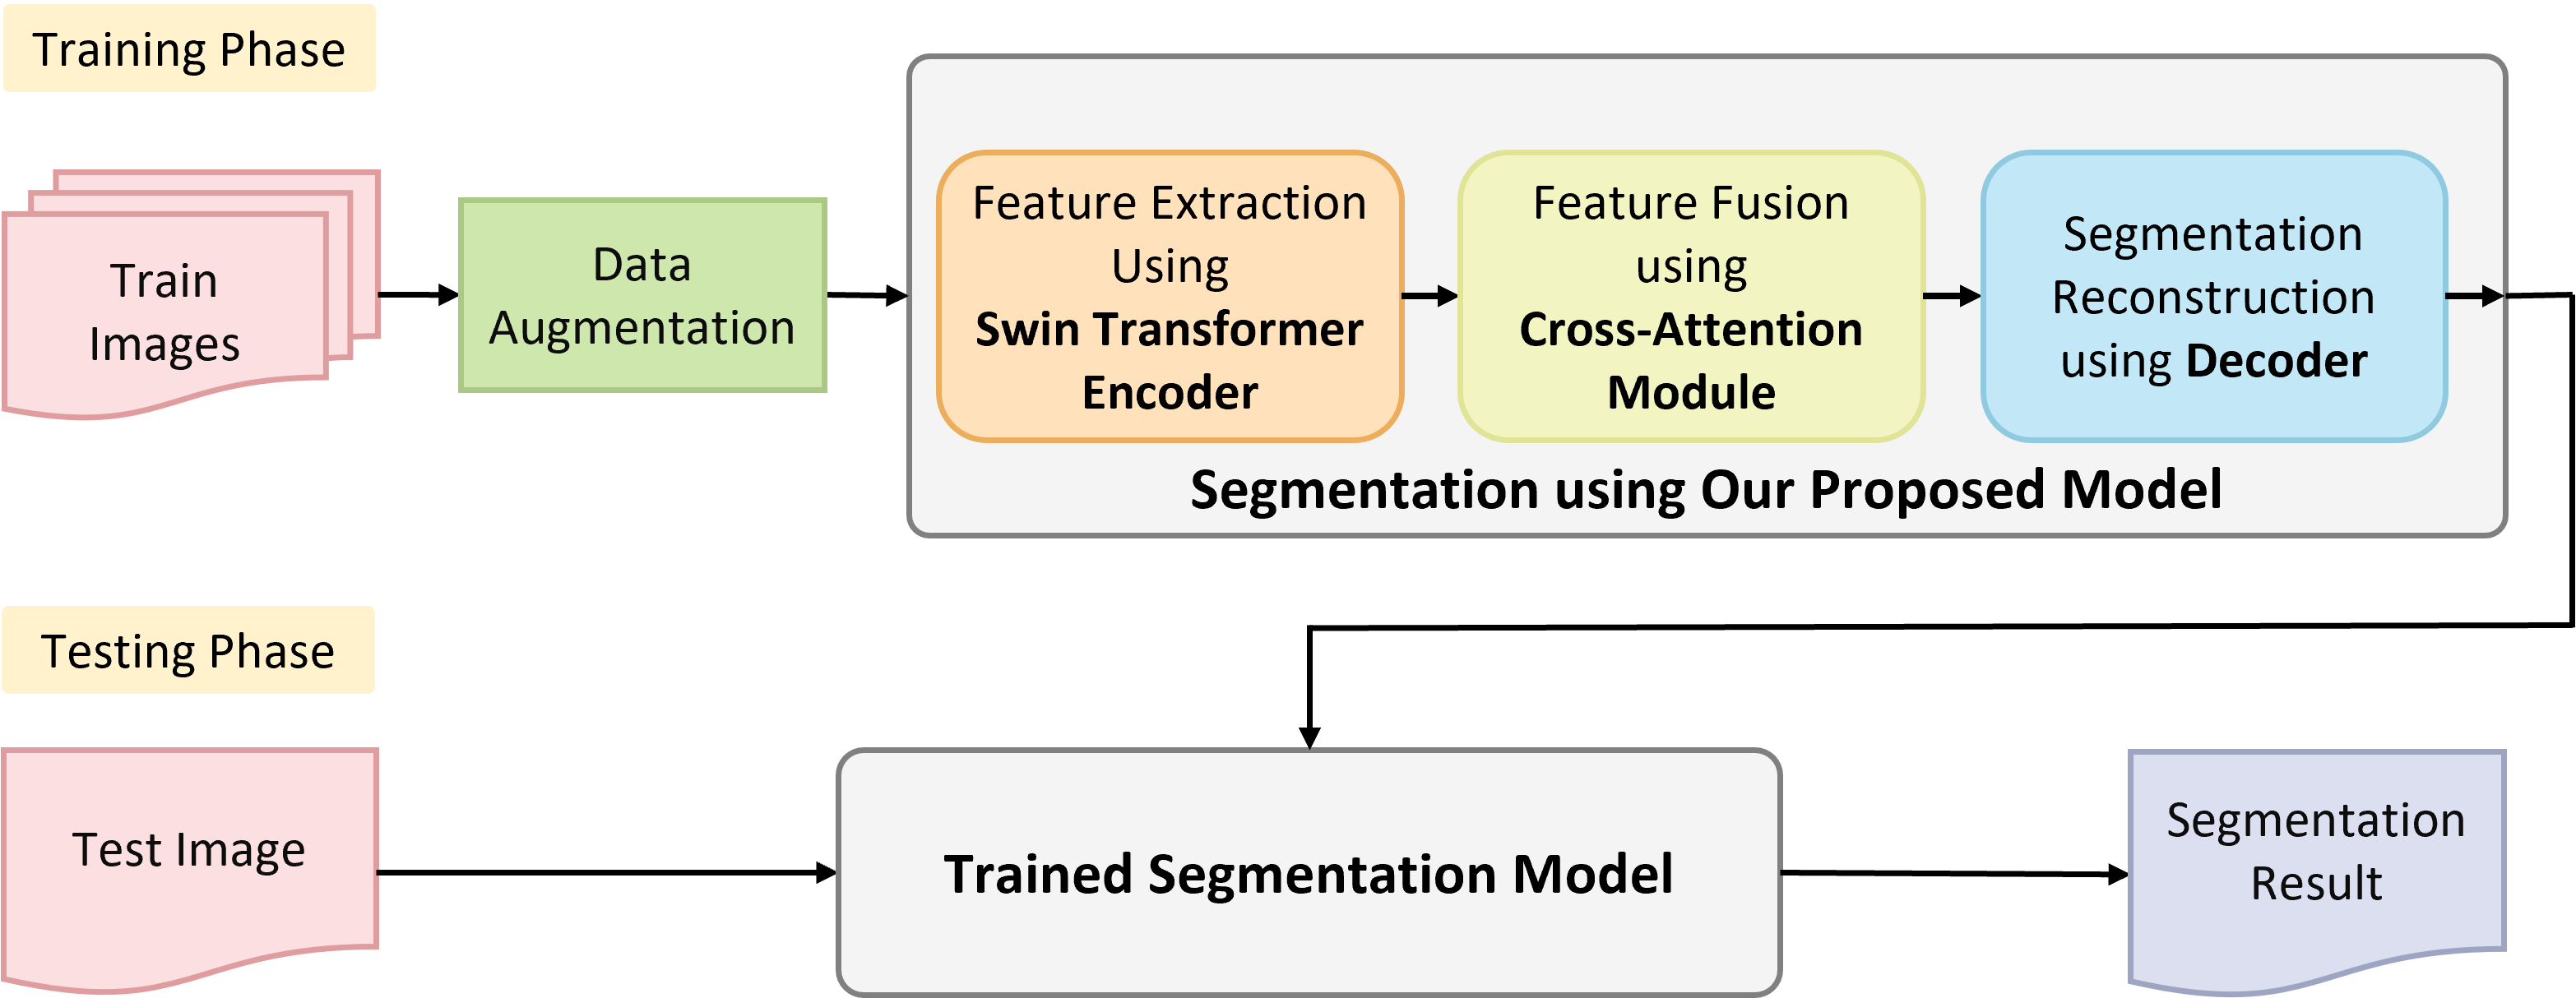 Training Phase
Train
Images
Data
Augmentation
Feature Extraction
Using
Swin Transformer
Encoder
Feature Fusion
using
Cross-Attention
Module
Segmentation
Reconstruction
using Decoder
Segmentation using Our Proposed Model
Testing Phase
Test Image
Trained Segmentation Model
Segmentation
Result